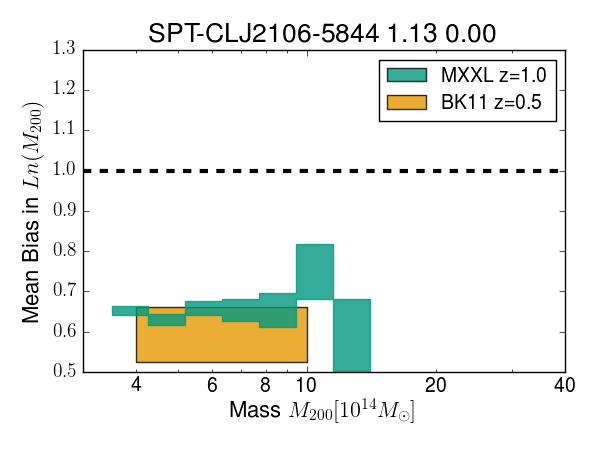 SPT-CLJ2106-5844 1.13 0.00
1.3
1.2
1.1
1.0
0.9
0.8
0.7
0.6
0.5
Mean Bias in Ln(M200)
MXXL z=1.0
BK11 z=0.5
4 6 8 10 20 40
Mass M200[10^14 M⊙]